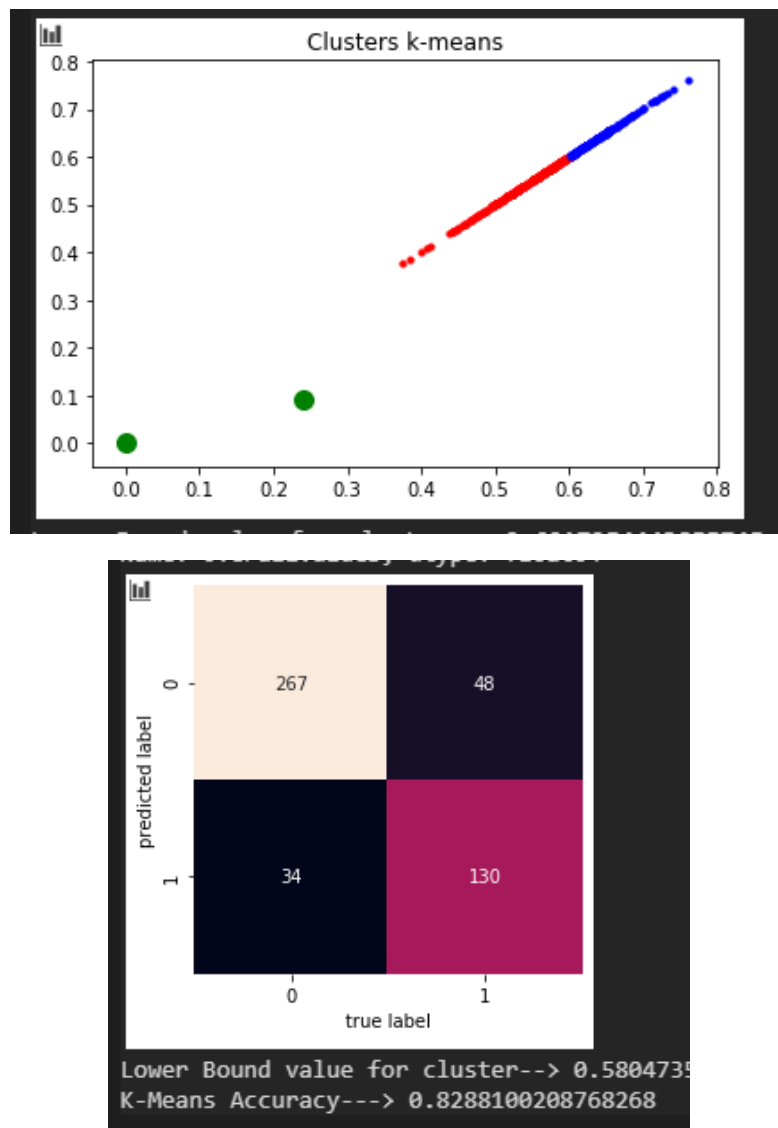 Clusters k-means
0.8
0.7
0.6
0.5
0.4
0.3
0.2
0.1
0.0
0.0 0.1 0.2 0.3 0.4 0.5 0.6 0.7 0.8
0 267 48
predicted label
1 34 130
0 1
true label
Lower Bound value for cluster--> 0.5804735
K-Means Accuracy---> 0.8288100208768268